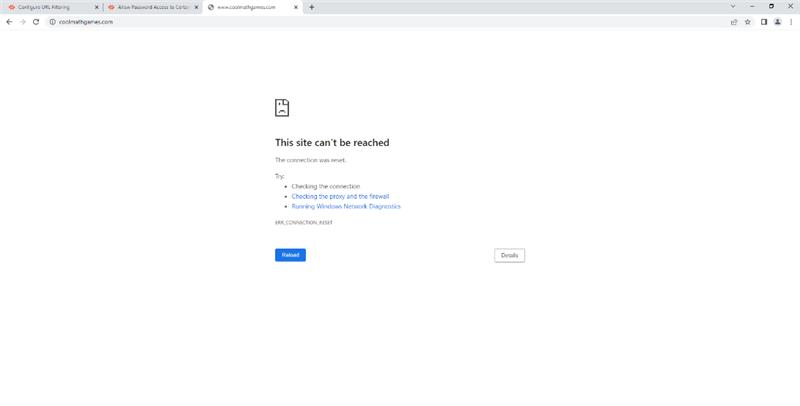 Configure URL Filtering
Allow Password Access to Certain
www.coolmathgames.com
coolmathgames.com
This site can't be reached
The connection was reset.
Try:
Checking the connection
Checking the proxy and the firewall
Running Windows Network Diagnostics
ERR_CONNECTION_RESET
Reload
Details